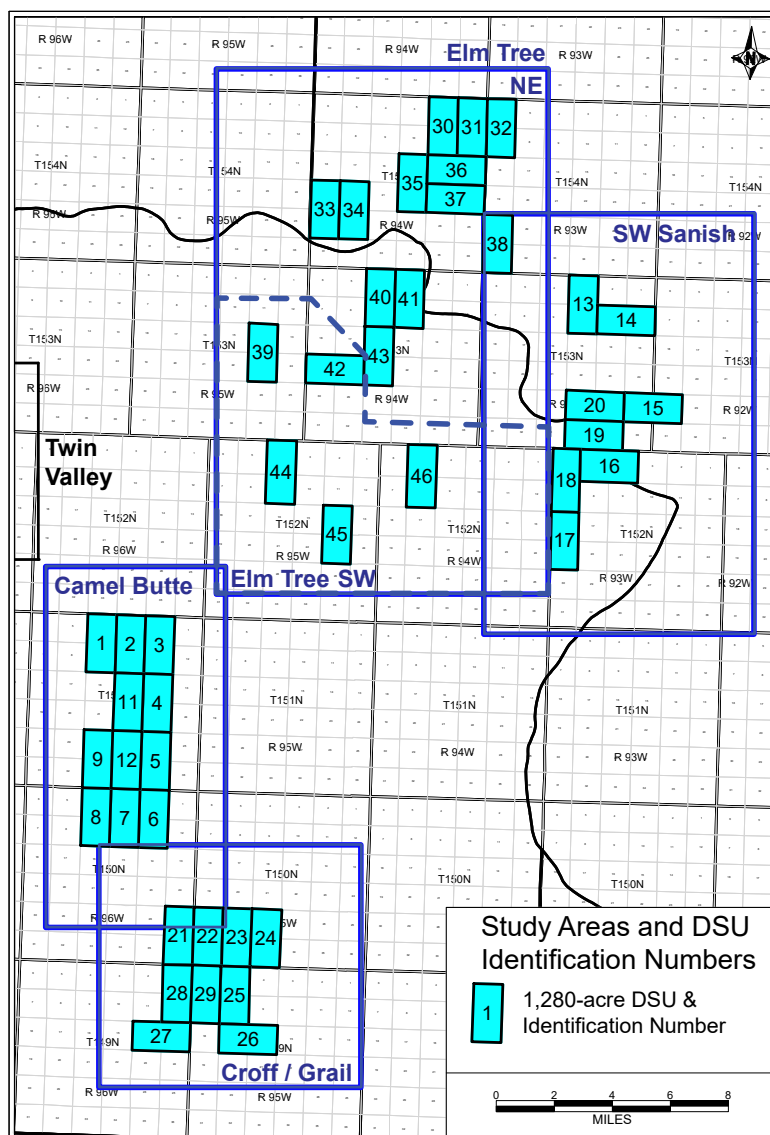 R 96W
R 95W
R 94W
R 93W
Elm Tree
NE
30
31
32
T154N
T154N
36
35
37
T154N
T154N
33
34
R 95W
R 94W
38
R 93W
SW Sanish
40
41
13
14
T153N
39
42
43
T153N
T153N
R 96W
R 95W
R 94W
20
15
R 92W
19
Twin
Valley
44
46
18
16
T152N
T152N
45
T152N
T152N
17
R 96W
R 95W
R 94W
R 93W
R 92W
Camel Butte
Elm Tree SW
1
2
3
11
4
T151N
T151N
T151N
9
12
5
R 95W
R 94W
R 93W
8
7
6
T150N
T150N
T150N
T150N
R 96W
21
22
23
24
28
29
25
27
26
Croff / Grail
R 96W
R 95W
Study Areas and DSU
Identification Numbers
1
1,280-acre DSU &
Identification Number
0
2
4
6
8
MILES